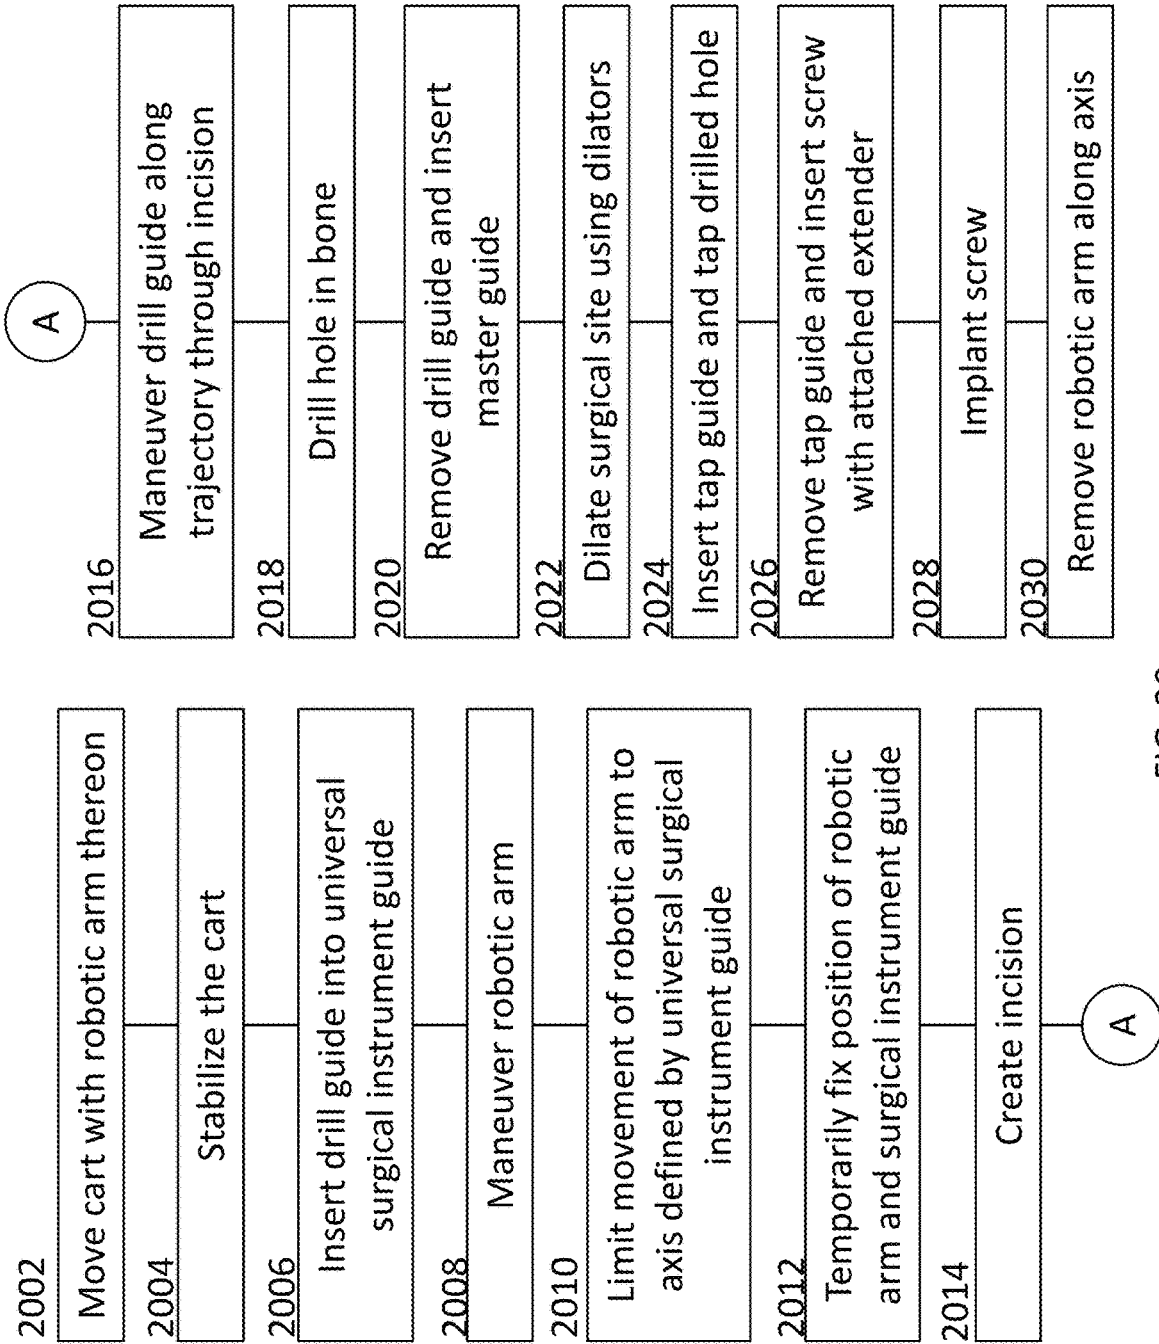 2002
Move cart with robotic arm thereon
2004
Stabilize the cart
2006
Insert drill guide into universal
surgical instrument guide
2008
Maneuver robotic arm
2010
Limit movement of robotic arm to
axis defined by universal surgical
instrument guide
2012
Temporarily fix position of robotic
arm and surgical instrument guide
2014
Create incision
A
A
2016
Maneuver drill guide along
trajectory through incision
2018
Drill hole in bone
2020
Remove drill guide and insert
master guide
2022
Dilate surgical site using dilators
2024
Insert tap guide and tap drilled hole
2026
Remove tap guide and insert screw
with attached extender
2028
Implant screw
2030
Remove robotic arm along axis